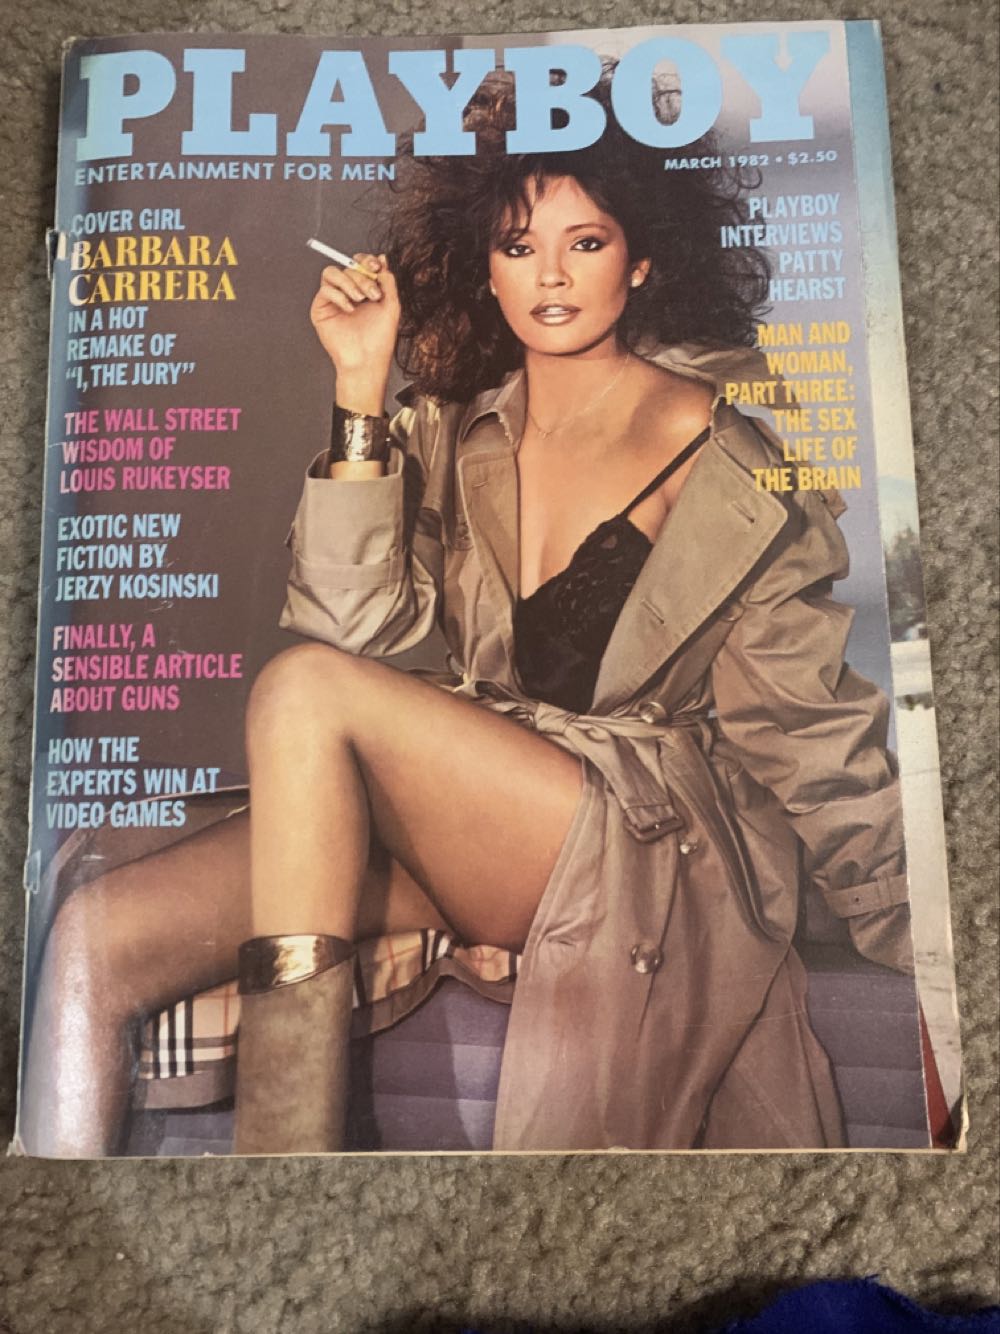 PLAYBOY
ENTERTAINMENT FOR MEN
MARCH 1982 • $2.50
COVER GIRL
BARBARA
CARRERA
IN A HOT
REMAKE OF
“I, THE JURY”
THE WALL STREET
WISDOM OF
LOUIS RUKEYSER
EXOTIC NEW
FICTION BY
JERZY KOSINSKI
FINALLY, A
SENSIBLE ARTICLE
ABOUT GUNS
HOW THE
EXPERTS WIN AT
VIDEO GAMES
PLAYBOY
INTERVIEWS
PATTY
HEARST
MAN AND
WOMAN,
PART THREE:
THE SEX
LIFE OF
THE BRAIN